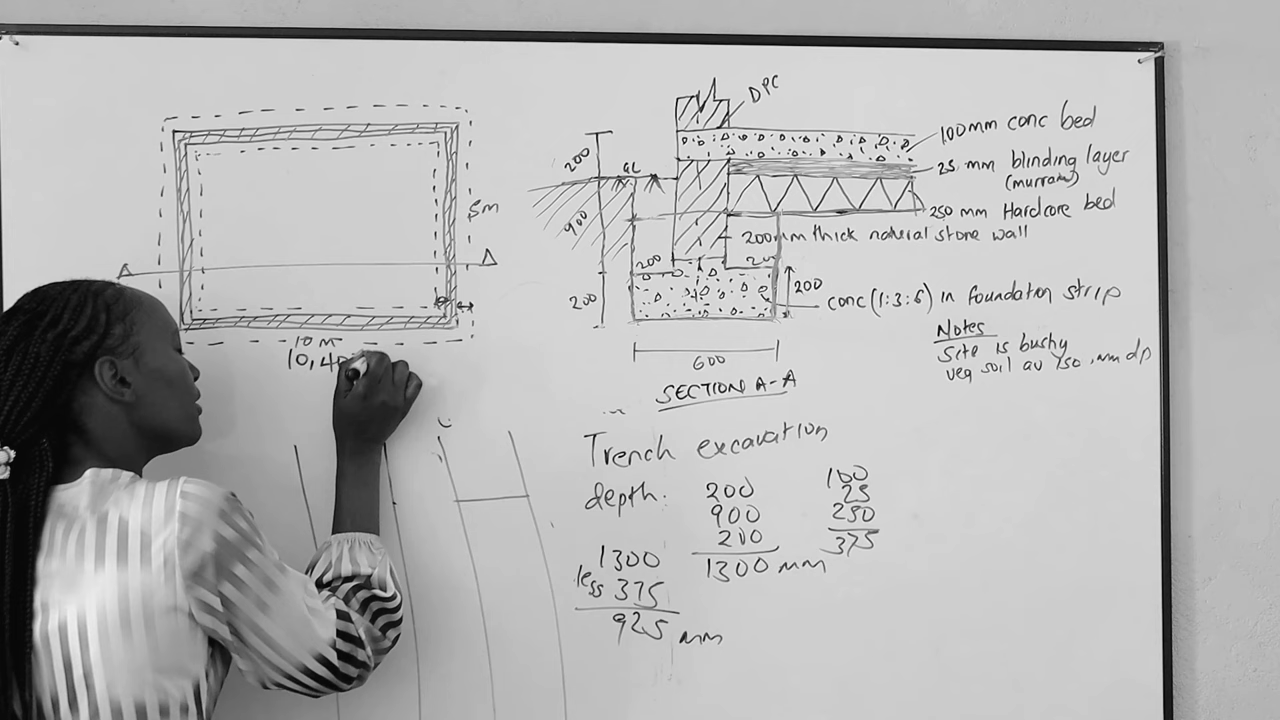 5m
10 m
10,4
DPC
200
GL
900
200
200
200
600
SECTION A-A
100mm conc bed
25 mm blinding layer
(murram)
250 mm Hardcore bed
200mm thick natural stone wall
conc (1:3:6) in foundation strip
Notes
Site is bushy
veg soil av 150 mm dp
Trench excavation
depth:
200
900
200
1300 mm
100
25
250
375
1300
less 375
925 mm